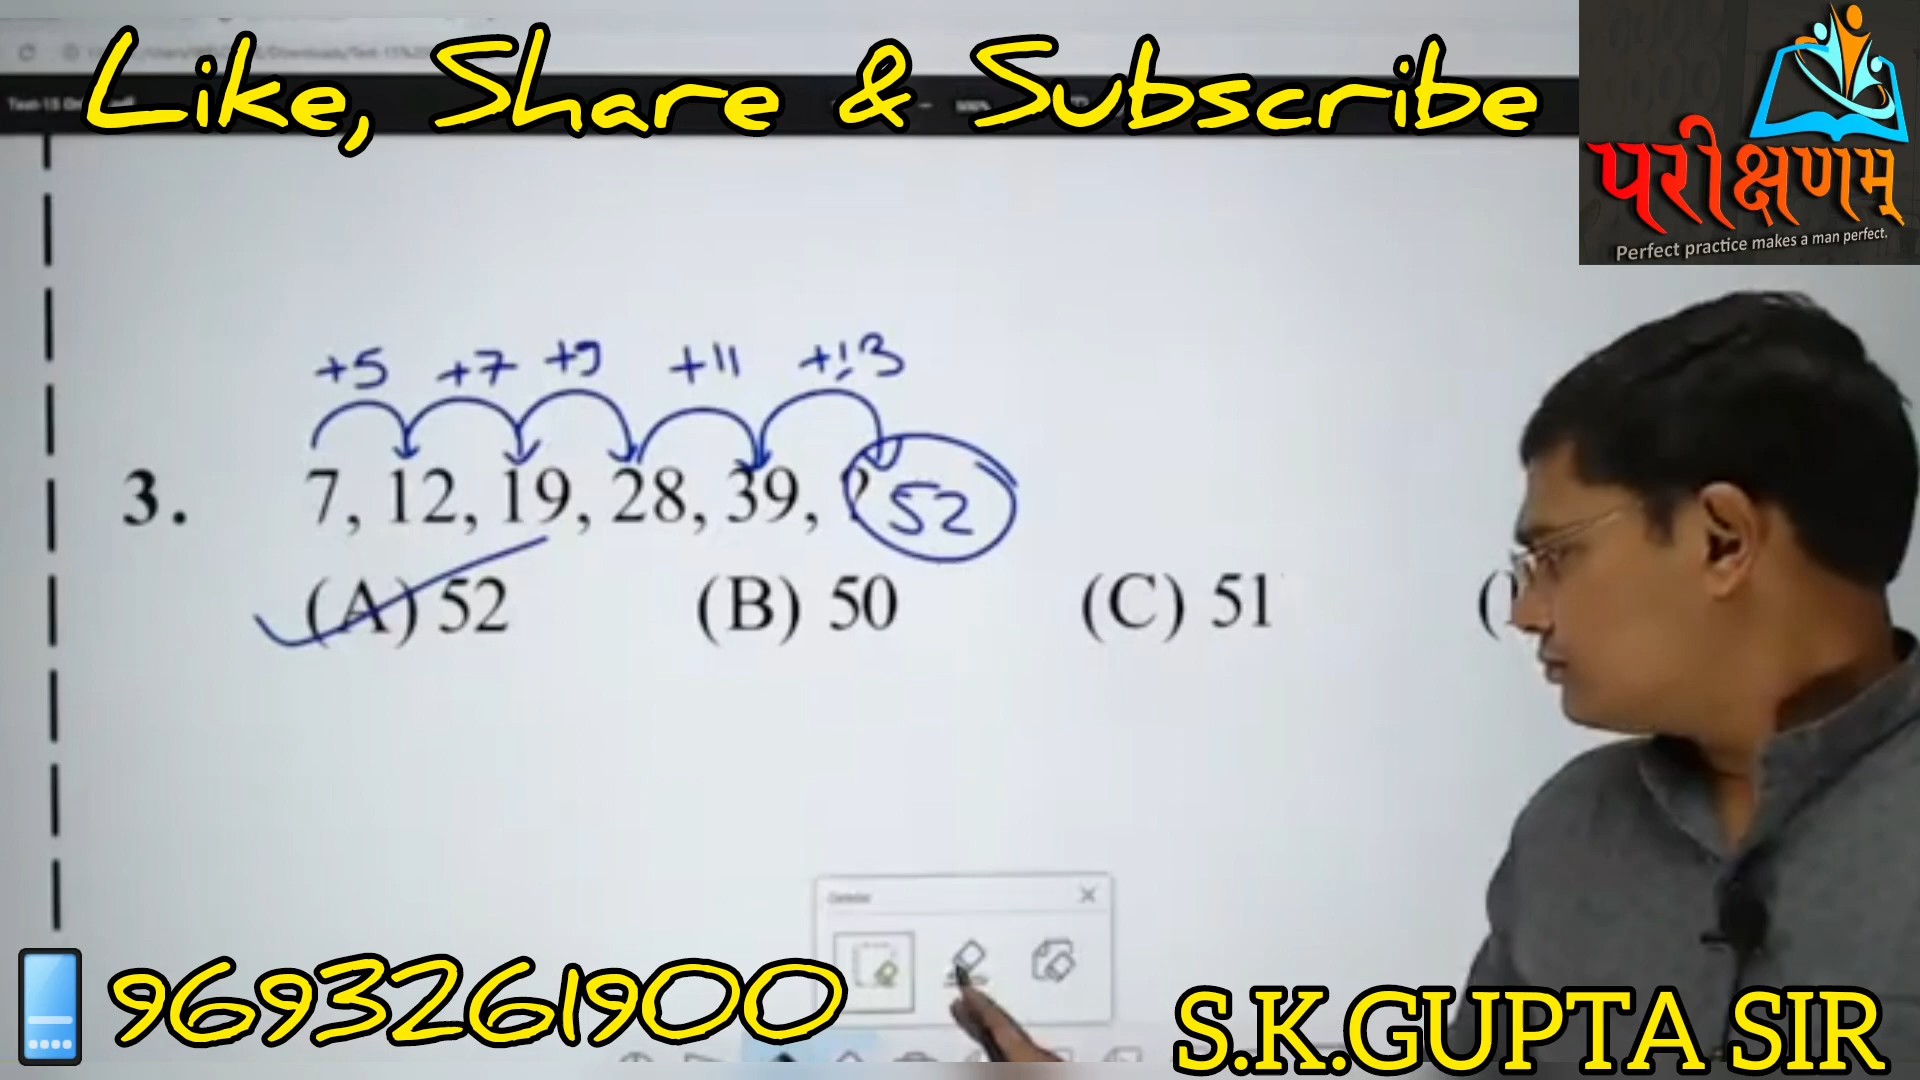 Like, Share & Subscribe
परीक्षणम्
Perfect practice makes a man perfect.
+5 +7 +9 +11 +13
3. 7, 12, 19, 28, 39, ? 52
(A) 52 (B) 50 (C) 51
9693261900
S.K.GUPTA SIR